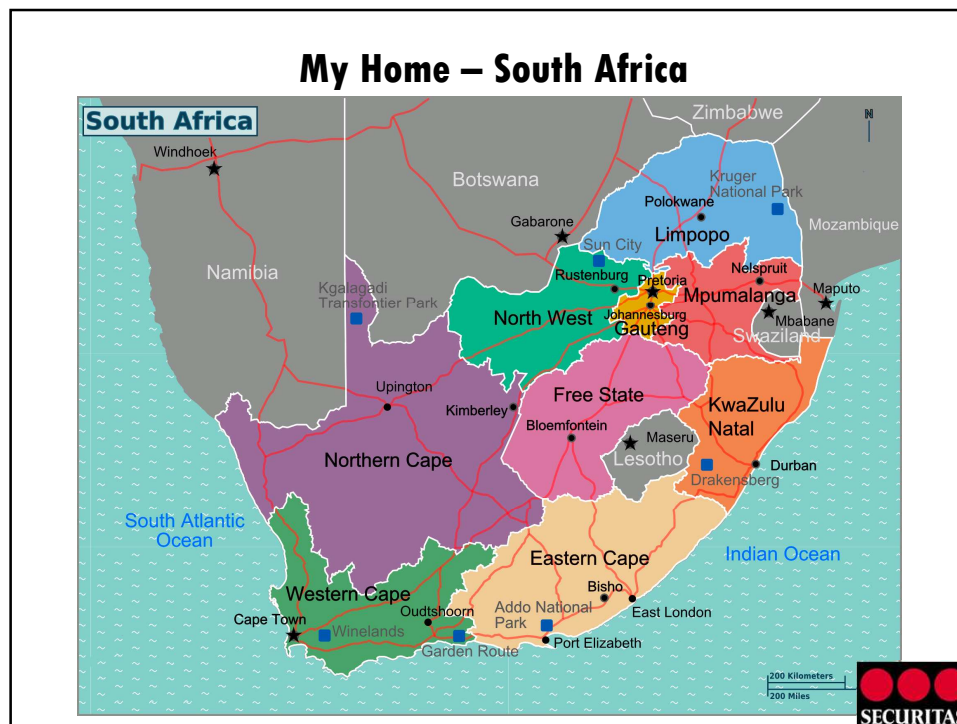 My Home – South Africa
South Africa
Zimbabwe
N
Windhoek
Botswana
Kruger
National Park
Polokwane
Gabarone
Limpopo
Mozambique
Sun City
Namibia
Rustenburg
Pretoria
Nelspruit
Kgalagadi
Transfontier Park
Mpumalanga
Maputo
North West
Johannesburg
Gauteng
Mbabane
Swaziland
Upington
Kimberley
Free State
KwaZulu
Natal
Bloemfontein
Maseru
Lesotho
Northern Cape
Durban
Drakensberg
South Atlantic
Ocean
Eastern Cape
Indian Ocean
Western Cape
Bisho
Oudtshoorn
Addo National
Park
East London
Cape Town
Winelands
Garden Route
Port Elizabeth
200 Kilometers
200 Miles
SECURITAS